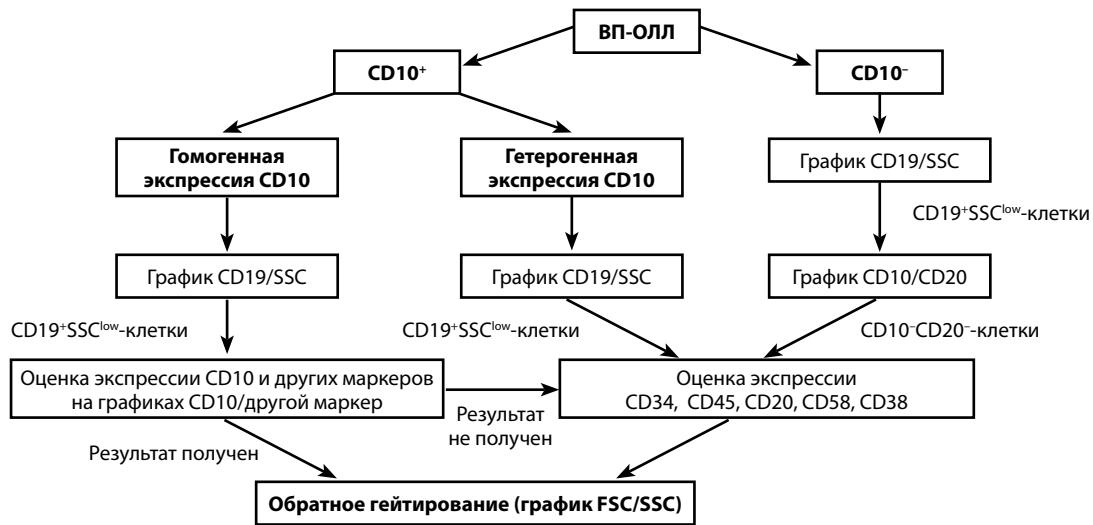 ВП-ОЛЛ
CD10⁺
CD10⁻
Гомогенная
экспрессия CD10
Гетерогенная
экспрессия CD10
График CD19/SSC
CD19⁺SSCˡᵒʷ-клетки
График CD19/SSC
График CD19/SSC
График CD10/CD20
CD19⁺SSCˡᵒʷ-клетки
CD19⁺SSCˡᵒʷ-клетки
CD10⁻CD20⁻-клетки
Оценка экспрессии CD10 и других маркеров
на графиках CD10/другой маркер
Результат
не получен
Оценка экспрессии
CD34, CD45, CD20, CD58, CD38
Результат получен
Обратное гейтирование (график FSC/SSC)